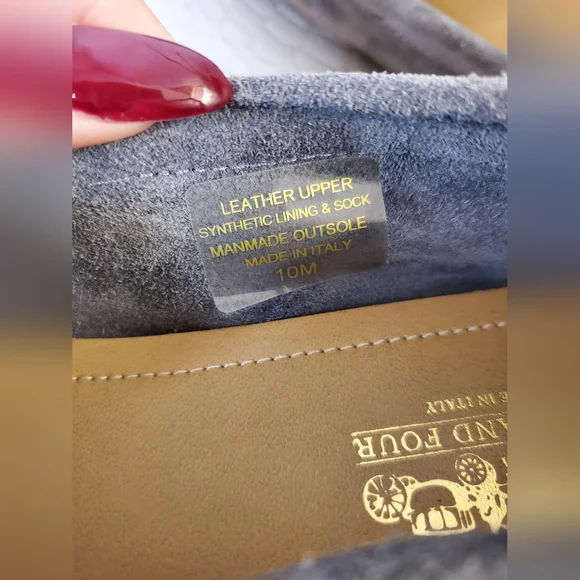 LEATHER UPPER
SYNTHETIC LINING & SOCK
MANMADE OUTSOLE
MADE IN ITALY
10M
IN ITALY
AND FOUR